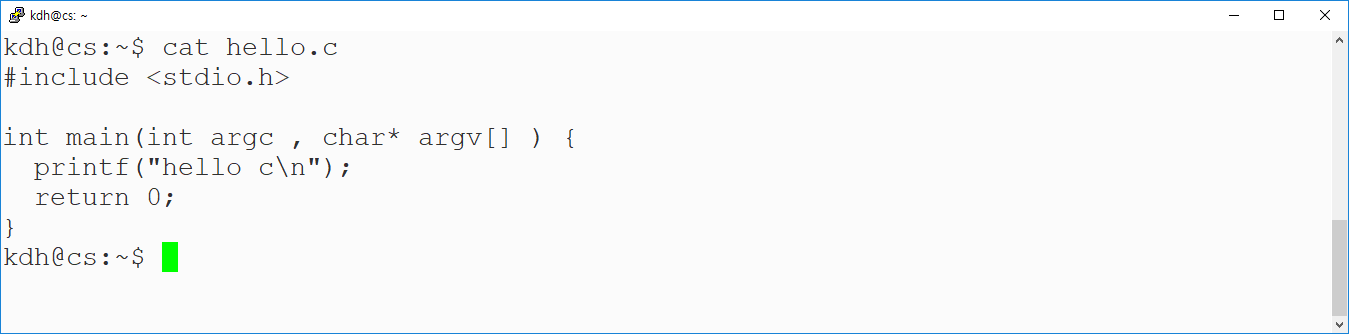 kdh@cs: ~
kdh@cs:~$ cat hello.c
#include <stdio.h>

int main(int argc , char* argv[] ) {
  printf("hello c\n");
  return 0;
}
kdh@cs:~$